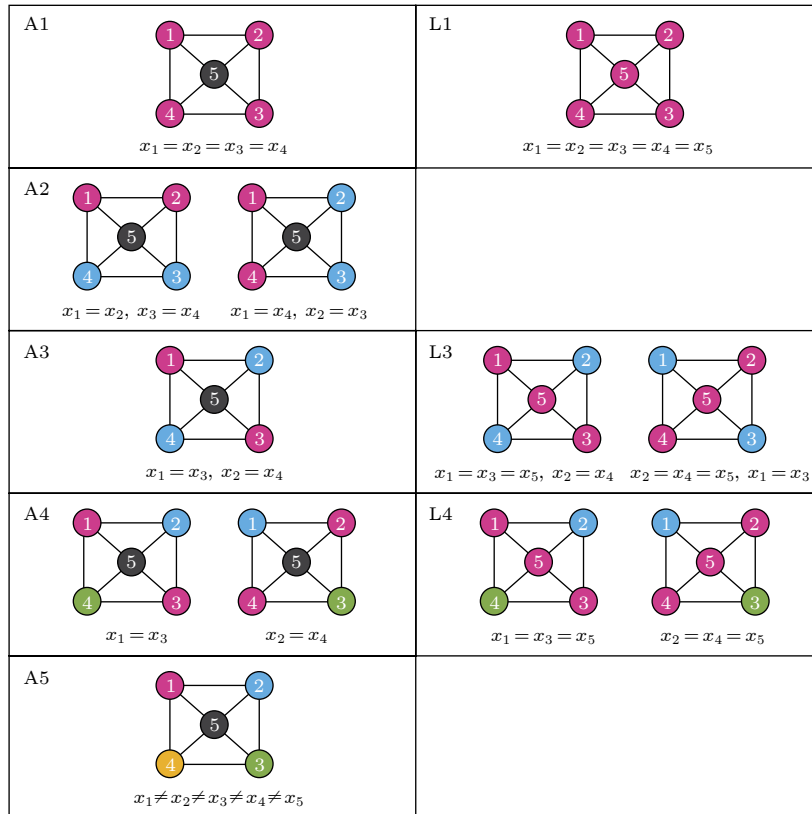 A1
1 2
5
4 3
x₁ = x₂ = x₃ = x₄
L1
1 2
5
4 3
x₁ = x₂ = x₃ = x₄ = x₅
A2
1 2
5
4 3
x₁ = x₂, x₃ = x₄
1 2
5
4 3
x₁ = x₄, x₂ = x₃
A3
1 2
5
4 3
x₁ = x₃, x₂ = x₄
L3
1 2
5
4 3
x₁ = x₃ = x₅, x₂ = x₄
1 2
5
4 3
x₂ = x₄ = x₅, x₁ = x₃
A4
1 2
5
4 3
x₁ = x₃
1 2
5
4 3
x₂ = x₄
L4
1 2
5
4 3
x₁ = x₃ = x₅
1 2
5
4 3
x₂ = x₄ = x₅
A5
1 2
5
4 3
x₁ ≠ x₂ ≠ x₃ ≠ x₄ ≠ x₅